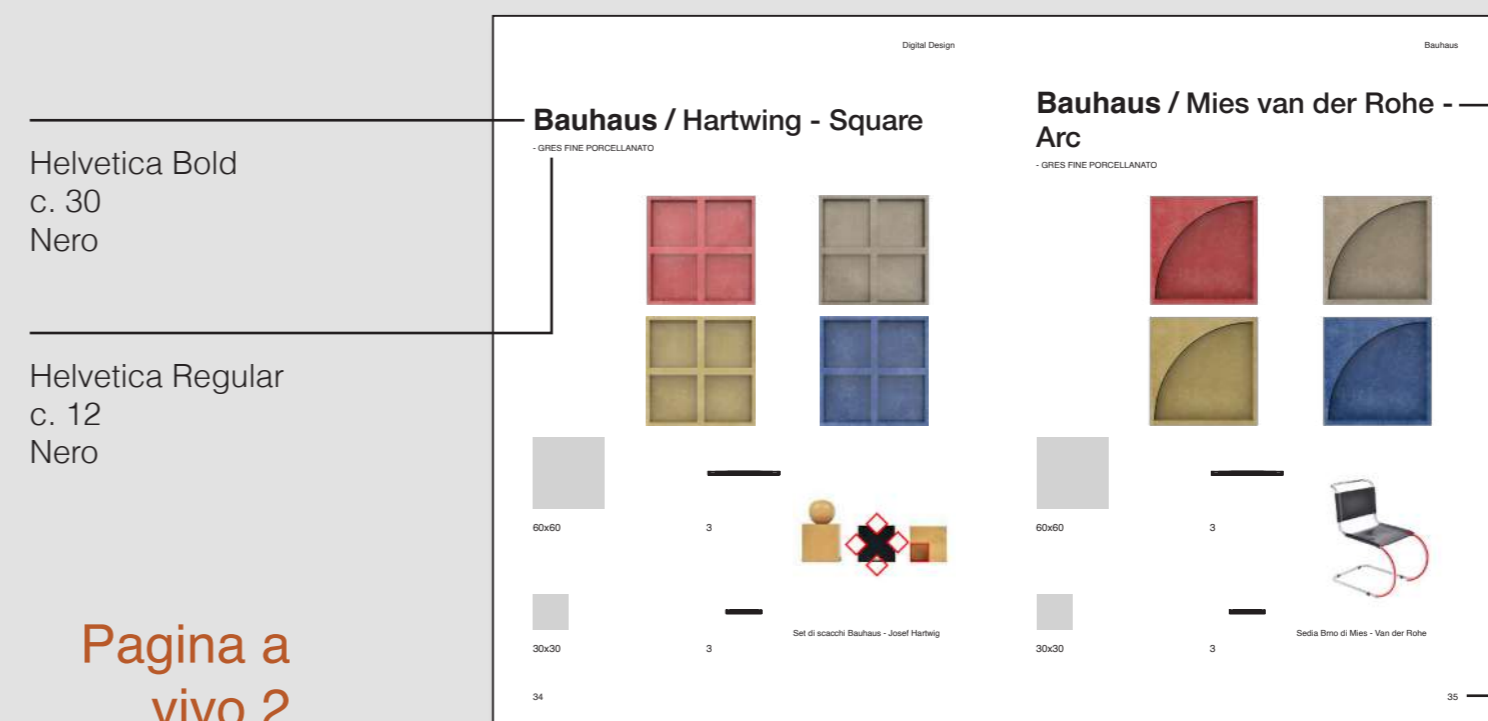 Helvetica Bold
c. 30
Nero
Helvetica Regular
c. 12
Nero
Pagina a
vivo 2
Digital Design
Bauhaus / Hartwing - Square
- GRES FINE PORCELLANATO
60x60
3
Set di scacchi Bauhaus - Josef Hartwig
30x30
3
34
Bauhaus
Bauhaus / Mies van der Rohe -
Arc
- GRES FINE PORCELLANATO
60x60
3
Sedia Brno di Mies - Van der Rohe
30x30
3
35